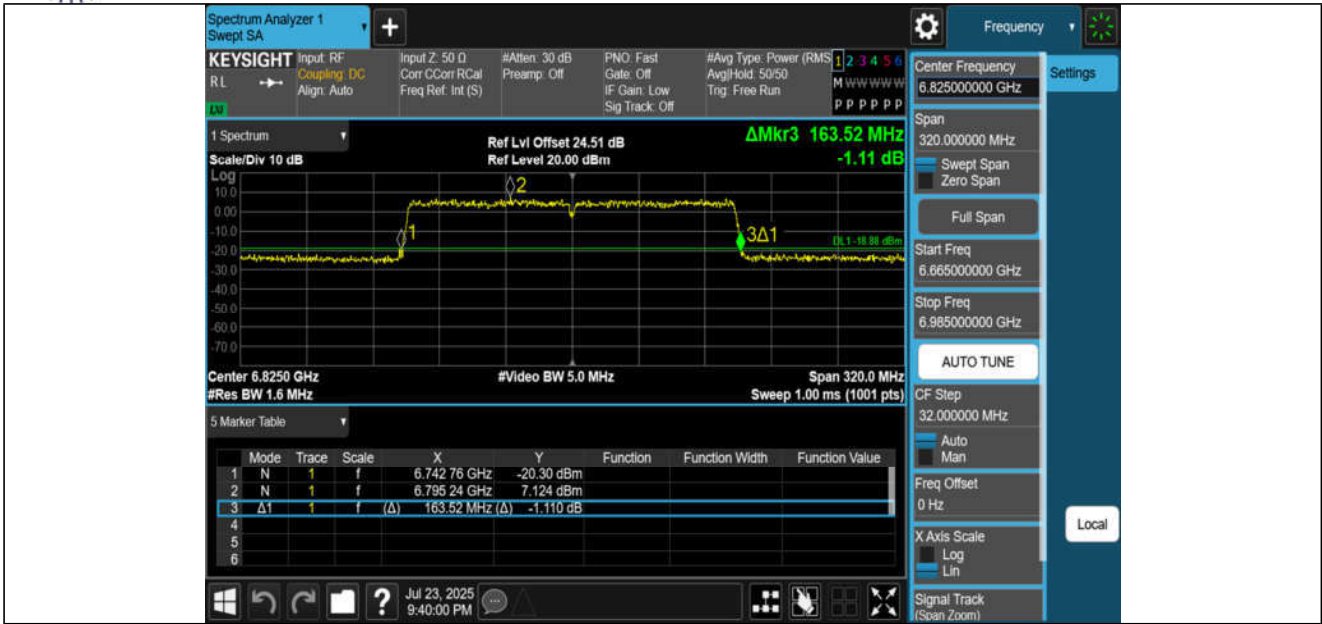 Spectrum Analyzer 1
Swept SA
+
Frequency
KEYSIGHT
RL
LXI
Input: RF
Coupling: DC
Align: Auto
Input Z: 50 Ω
Corr CCorr RCal
Freq Ref: Int (S)
#Atten: 30 dB
Preamp: Off
PNO: Fast
Gate: Off
IF Gain: Low
Sig Track: Off
#Avg Type: Power (RMS
Avg|Hold: 50/50
Trig: Free Run
1 2 3 4 5 6
M W W W W W
P P P P P P
1 Spectrum
Scale/Div 10 dB
Ref Lvl Offset 24.51 dB
Ref Level 20.00 dBm
ΔMkr3 163.52 MHz
-1.11 dB
Log
10.0
0.00
-10.0
-20.0
-30.0
-40.0
-50.0
-60.0
-70.0
2
1
3Δ1
DL1 -18.88 dBm
Center 6.8250 GHz
#Video BW 5.0 MHz
Span 320.0 MHz
#Res BW 1.6 MHz
Sweep 1.00 ms (1001 pts)
5 Marker Table
Mode Trace Scale X Y Function Function Width Function Value
1 N 1 f 6.742 76 GHz -20.30 dBm
2 N 1 f 6.795 24 GHz 7.124 dBm
3 Δ1 1 f (Δ) 163.52 MHz (Δ) -1.110 dB
4
5
6
?
Jul 23, 2025
9:40:00 PM
Center Frequency
6.825000000 GHz
Settings
Span
320.000000 MHz
Swept Span
Zero Span
Full Span
Start Freq
6.665000000 GHz
Stop Freq
6.985000000 GHz
AUTO TUNE
CF Step
32.000000 MHz
Auto
Man
Freq Offset
0 Hz
X Axis Scale
Log
Lin
Local
Signal Track
(Span Zoom)